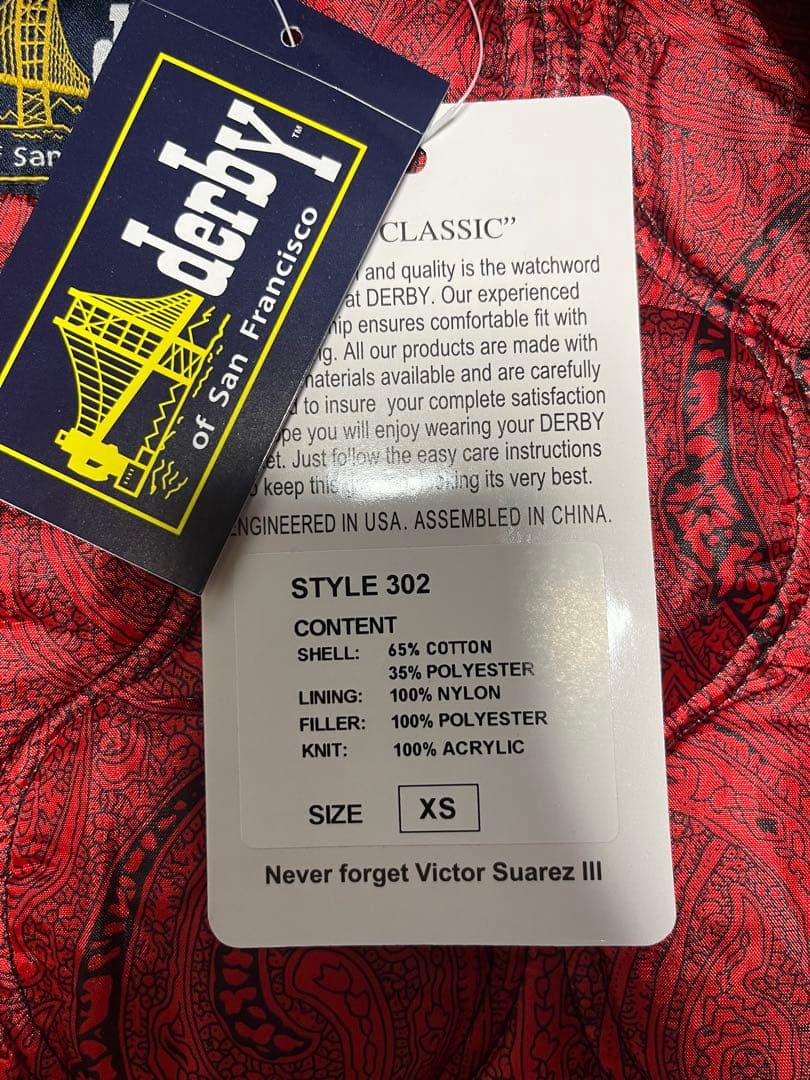 San
derby™
of San Francisco
CLASSIC”
and quality is the watchword
at DERBY. Our experienced
ensures comfortable fit with
All our products are made with
available and are carefully
to insure your complete satisfaction
you will enjoy wearing your DERBY
Just follow the easy care instructions
keep this its very best.
ENGINEERED IN USA. ASSEMBLED IN CHINA.
STYLE 302
CONTENT
SHELL: 65% COTTON
35% POLYESTER
LINING: 100% NYLON
FILLER: 100% POLYESTER
KNIT: 100% ACRYLIC
SIZE XS
Never forget Victor Suarez III